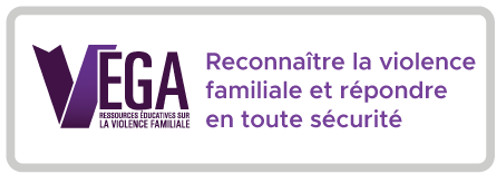 VEGA
RESSOURCES ÉDUCATIVES SUR
LA VIOLENCE FAMILIALE
Reconnaître la violence
familiale et répondre
en toute sécurité